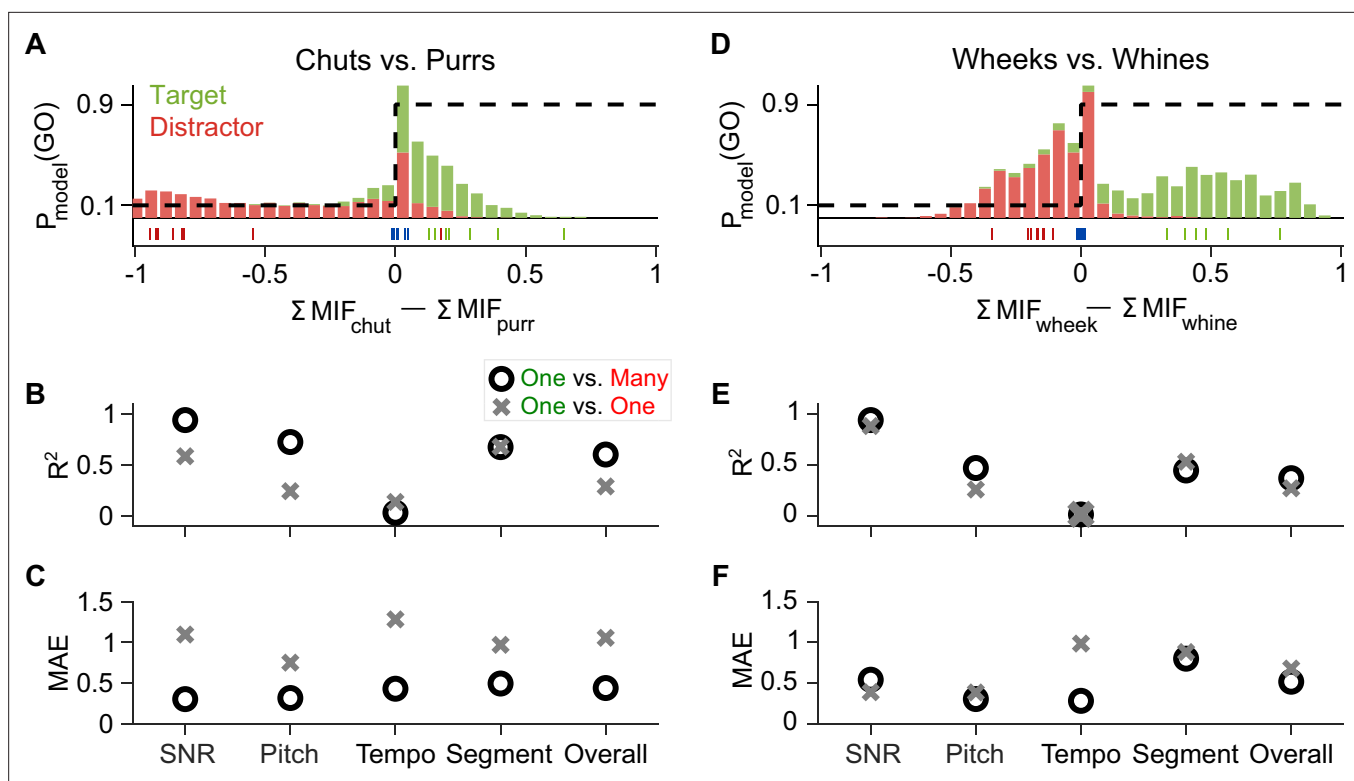 A
Chuts vs. Purrs
Target
Distractor
P_model(GO)
0.9
0.1
-1 -0.5 0 0.5 1
Σ MIF_chut — Σ MIF_purr
D
Wheeks vs. Whines
P_model(GO)
0.9
0.1
-1 -0.5 0 0.5 1
Σ MIF_wheek — Σ MIF_whine
B
One vs. Many
One vs. One
R²
1
0.5
0
E
R²
1
0.5
0
C
MAE
1.5
1
0.5
0
SNR Pitch Tempo Segment Overall
F
MAE
1.5
1
0.5
0
SNR Pitch Tempo Segment Overall